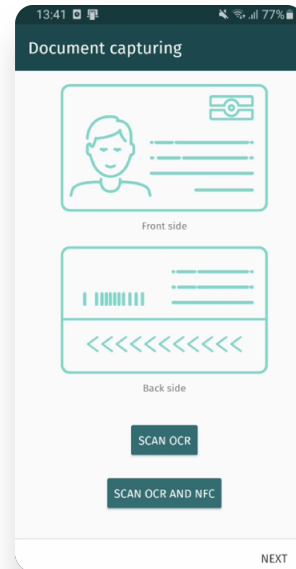 13:41 77%
Document capturing
Front side
<<<<<<<<<<<
Back side
SCAN OCR
SCAN OCR AND NFC
NEXT